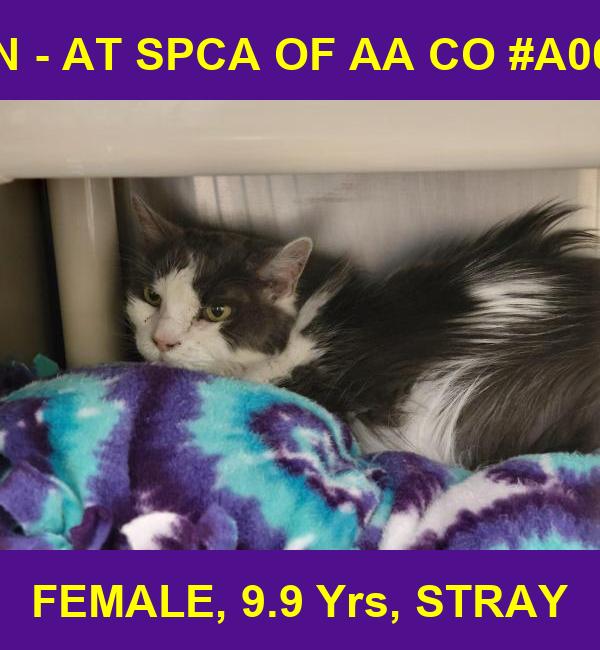 N - AT SPCA OF AA CO #A00
FEMALE, 9.9 Yrs, STRAY